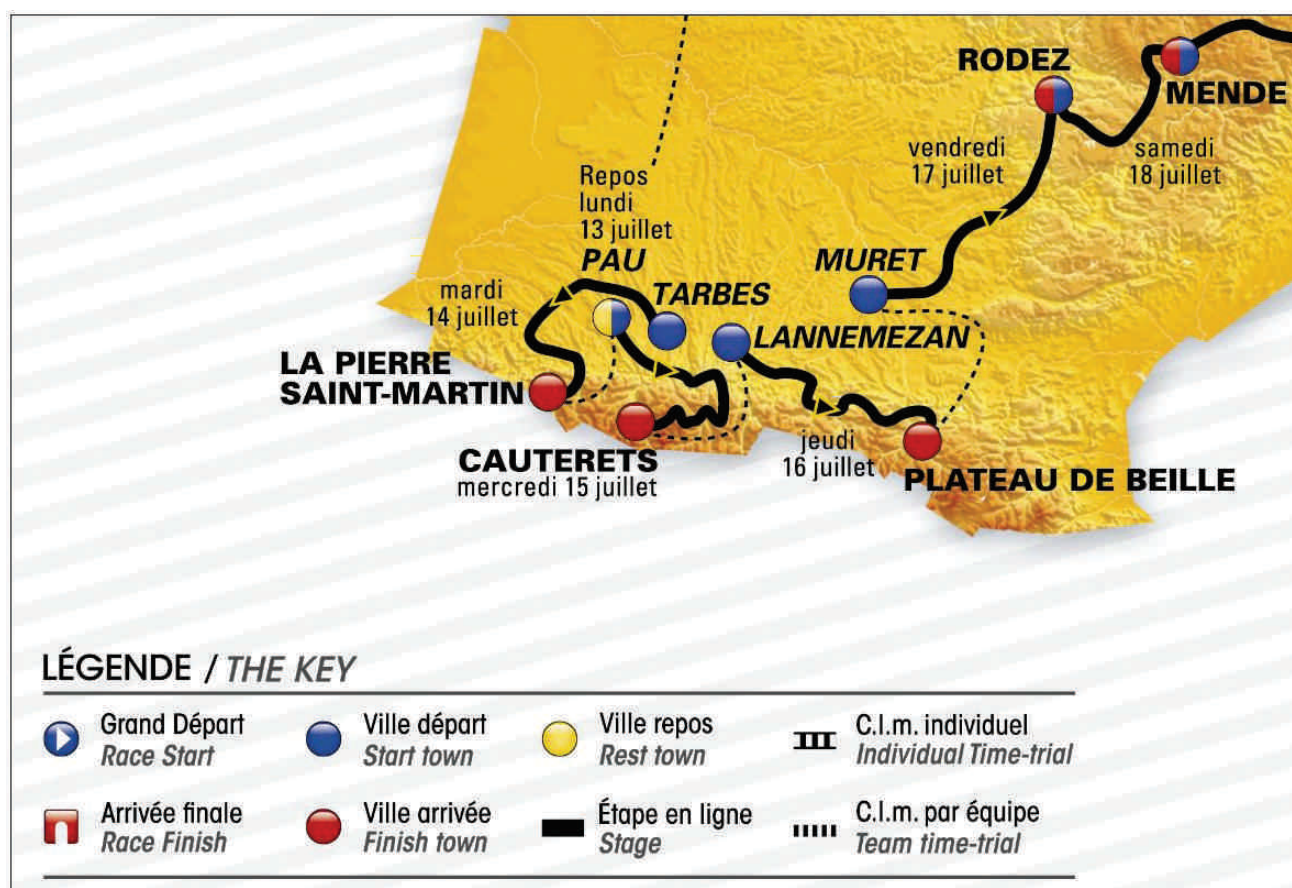 RODEZ
MENDE
vendredi
17 juillet
samedi
18 juillet
Repos
lundi
13 juillet
PAU
MURET
mardi
14 juillet
TARBES
LANNEMEZAN
LA PIERRE
SAINT-MARTIN
CAUTERETS
mercredi 15 juillet
jeudi
16 juillet
PLATEAU DE BEILLE
LÉGENDE / THE KEY
Grand Départ
Race Start
Ville départ
Start town
Ville repos
Rest town
C.l.m. individuel
Individual Time-trial
Arrivée finale
Race Finish
Ville arrivée
Finish town
Étape en ligne
Stage
C.l.m. par équipe
Team time-trial